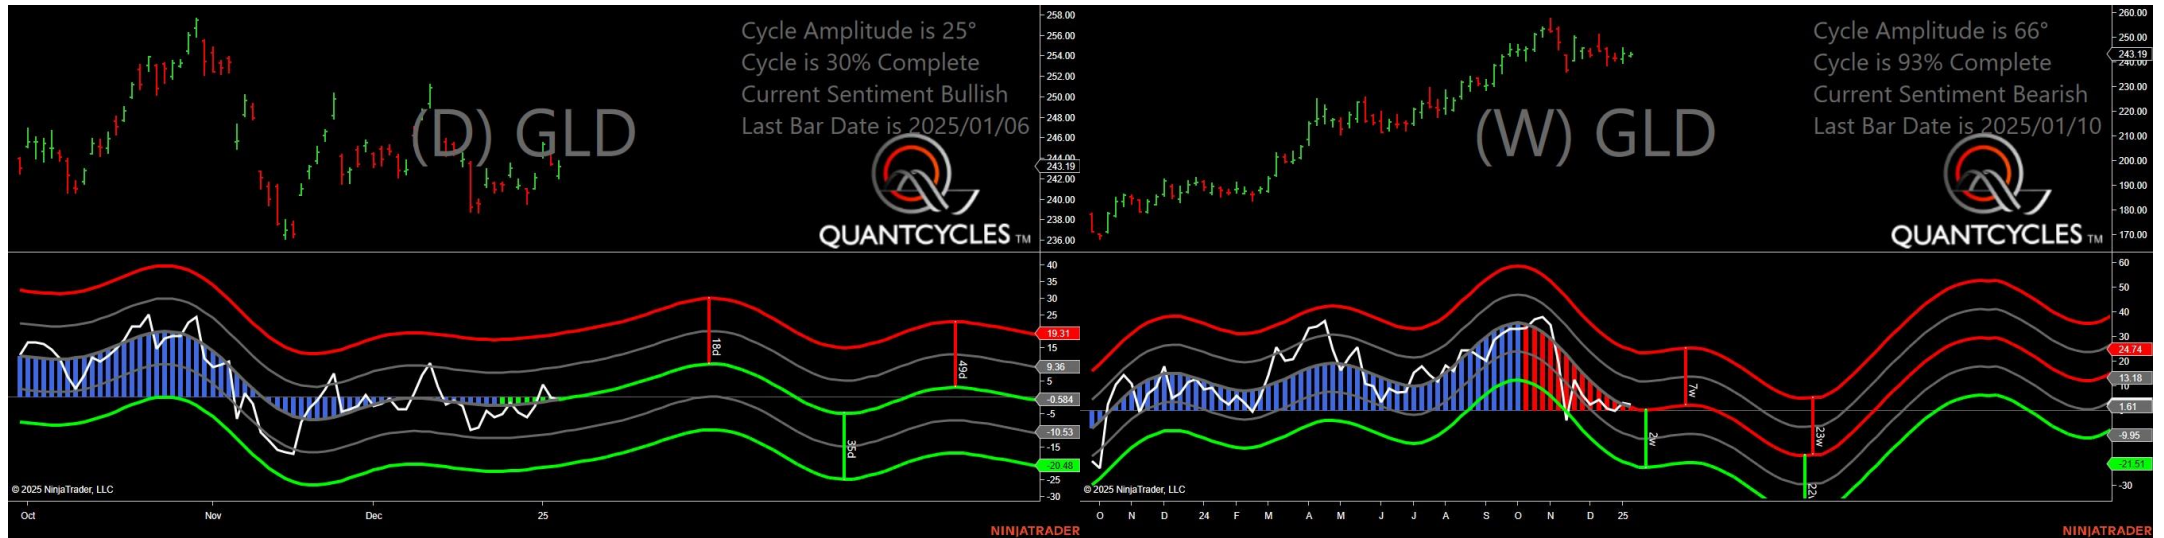 Cycle Amplitude is 25°
Cycle is 30% Complete
Current Sentiment Bullish
Last Bar Date is 2025/01/06
(D) GLD
QUANTCYCLES TM
258.00
256.00
254.00
252.00
250.00
248.00
246.00
244.00
243.19
242.00
240.00
238.00
236.00
40
35
30
25
19.31
15
9.36
5
-0.584
-5
-10.53
-15
-20.48
-25
-30
18d
35d
19d
© 2025 NinjaTrader, LLC
Oct Nov Dec 25
NINJATRADER
Cycle Amplitude is 66°
Cycle is 93% Complete
Current Sentiment Bearish
Last Bar Date is 2025/01/10
(W) GLD
QUANTCYCLES TM
260.00
250.00
243.19
240.00
230.00
220.00
210.00
200.00
190.00
180.00
170.00
60
50
40
30
24.74
20
13.18
10
1.61
-9.95
-21.51
-30
2w
7w
23w
© 2025 NinjaTrader, LLC
O N D 24 F M A M J J A S O N D 25
NINJATRADER